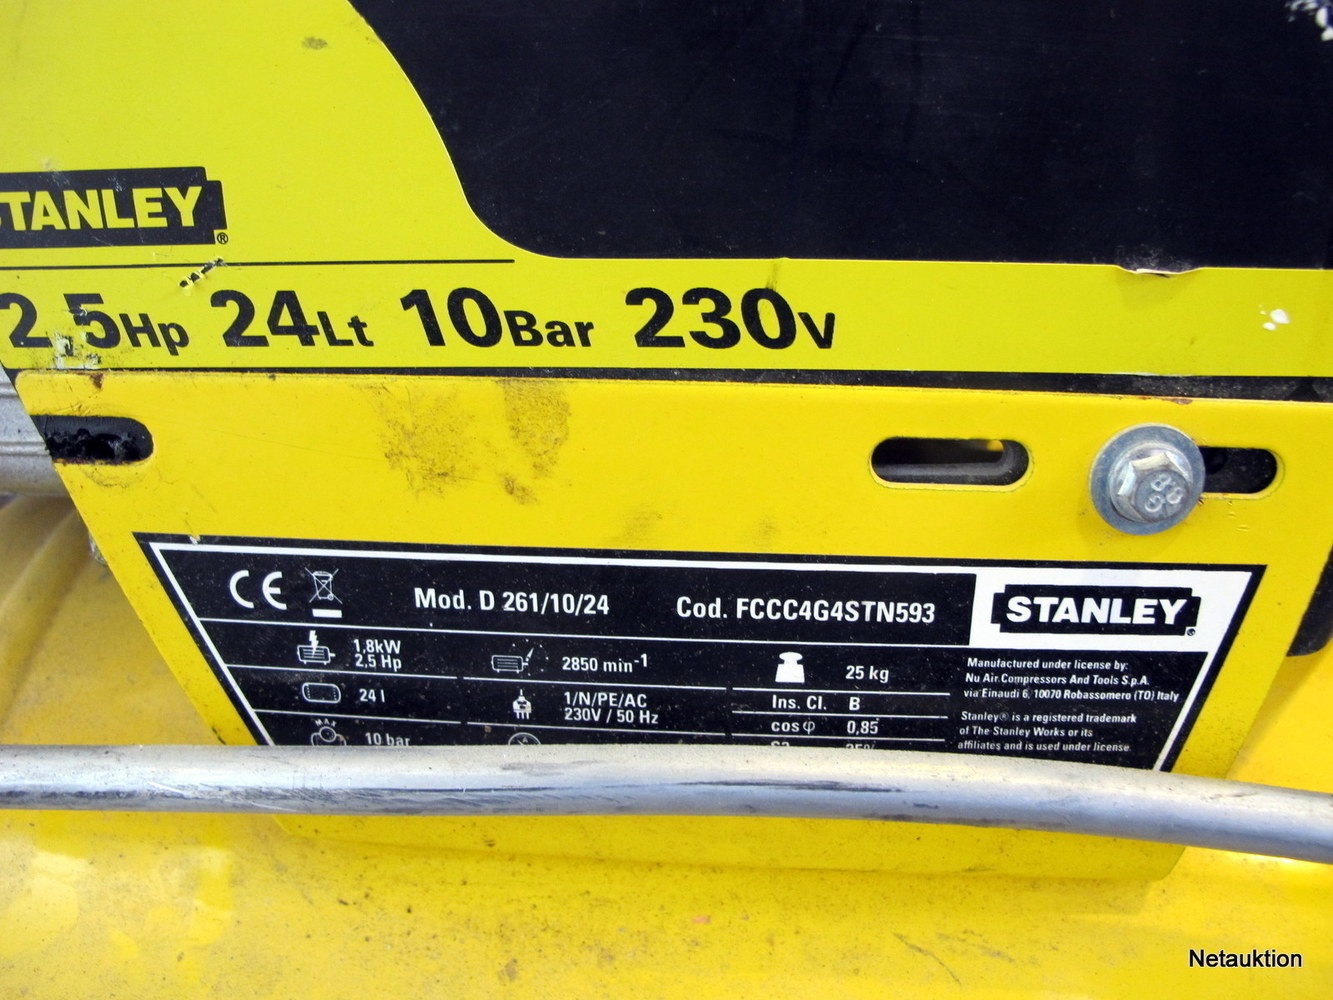 STANLEY®
2,5Hp 24Lt 10Bar 230V
CE Mod. D 261/10/24 Cod. FCCC4G4STN593 STANLEY®
1,8kW
2,5 Hp
2850 min-1
25 kg
24 l
1/N/PE/AC
230V / 50 Hz
Ins. Cl. B
cosφ 0,85
MAX
10 bar
Manufactured under license by:
Nu Air Compressors And Tools S.p.A.
via Einaudi 6, 10070 Robassomero (TO) Italy
Stanley® is a registered trademark
of The Stanley Works or its
affiliates and is used under license.
Netauktion